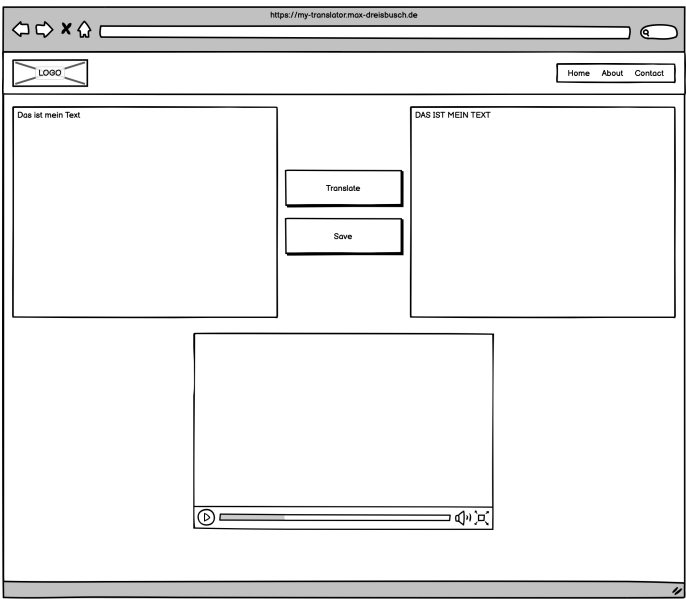 https://my-translator.max-dreisbusch.de
LOGO
Home About Contact
Das ist mein Text
DAS IST MEIN TEXT
Translate
Save